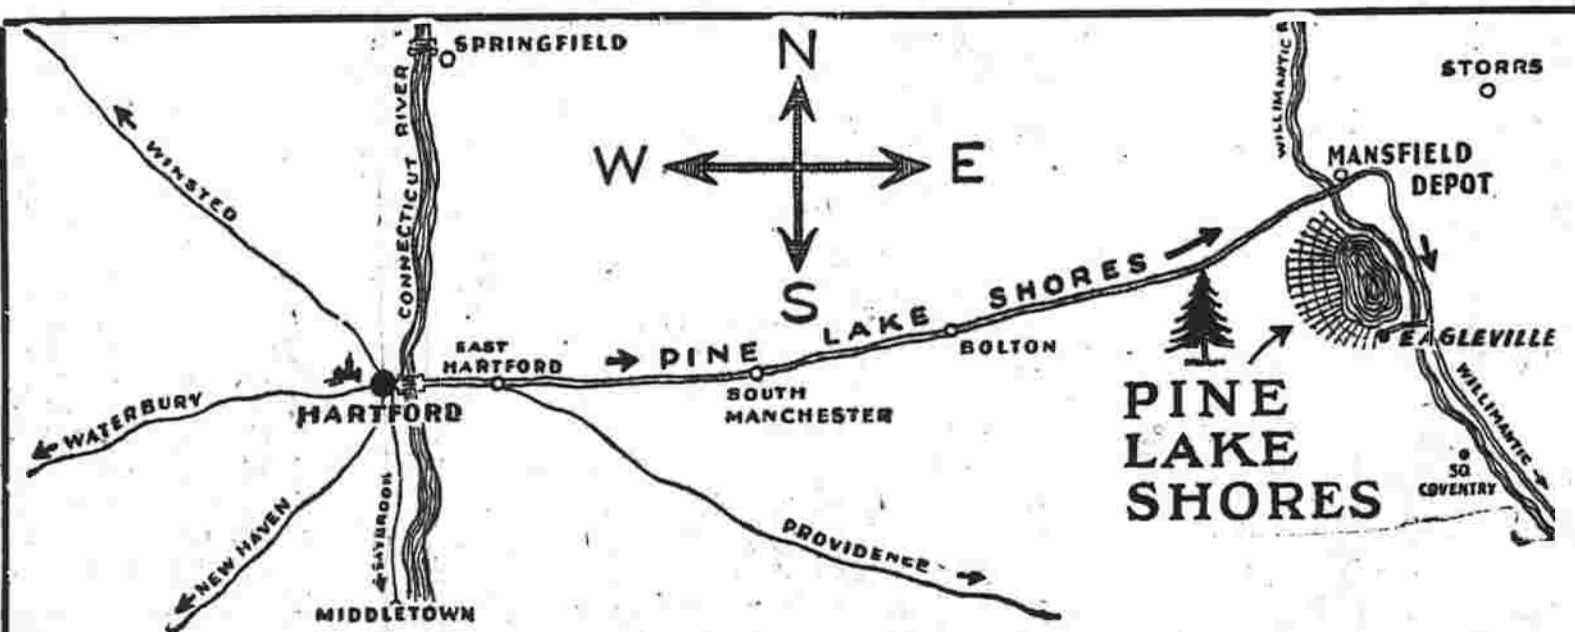 SPRINGFIELD
CONNECTICUT RIVER
WINSTED
N
W
E
S
WILLIMANTIC R
STORRS
MANSFIELD
DEPOT
PINE LAKE SHORES
EAST
HARTFORD
SOUTH
MANCHESTER
BOLTON
EAGLEVILLE
HARTFORD
WATERBURY
NEW HAVEN
SAYBROOK
MIDDLETOWN
PROVIDENCE
PINE
LAKE
SHORES
WILLIMANTIC
SO.
COVENTRY